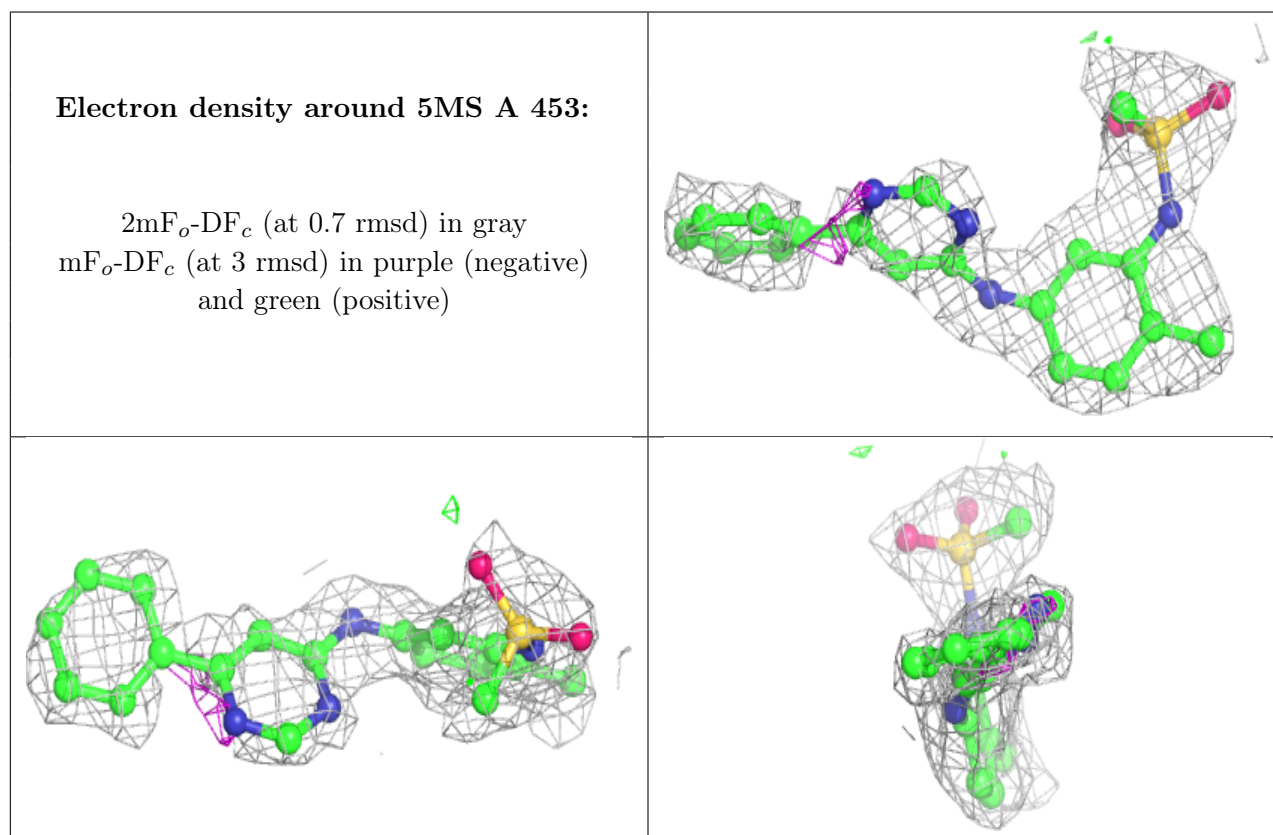 Electron density around 5MS A 453:
2mFo-DFc (at 0.7 rmsd) in gray
mFo-DFc (at 3 rmsd) in purple (negative)
and green (positive)